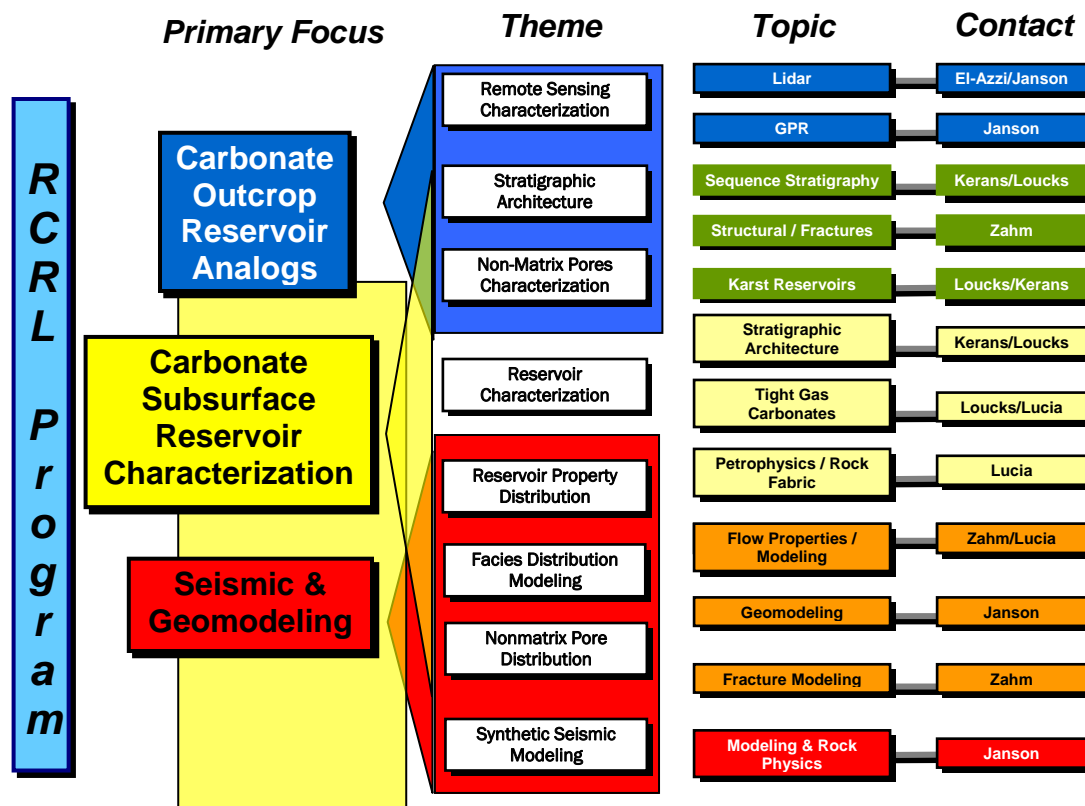 Primary Focus
Theme
Topic
Contact
RCRL Program
Carbonate
Outcrop
Reservoir
Analogs
Carbonate
Subsurface
Reservoir
Characterization
Seismic &
Geomodeling
Remote Sensing
Characterization
Stratigraphic
Architecture
Non-Matrix Pores
Characterization
Reservoir
Characterization
Reservoir Property
Distribution
Facies Distribution
Modeling
Nonmatrix Pore
Distribution
Synthetic Seismic
Modeling
Lidar
El-Azzi/Janson
GPR
Janson
Sequence Stratigraphy
Kerans/Loucks
Structural / Fractures
Zahm
Karst Reservoirs
Loucks/Kerans
Stratigraphic
Architecture
Kerans/Loucks
Tight Gas
Carbonates
Loucks/Lucia
Petrophysics / Rock
Fabric
Lucia
Flow Properties /
Modeling
Zahm/Lucia
Geomodeling
Janson
Fracture Modeling
Zahm
Modeling & Rock
Physics
Janson